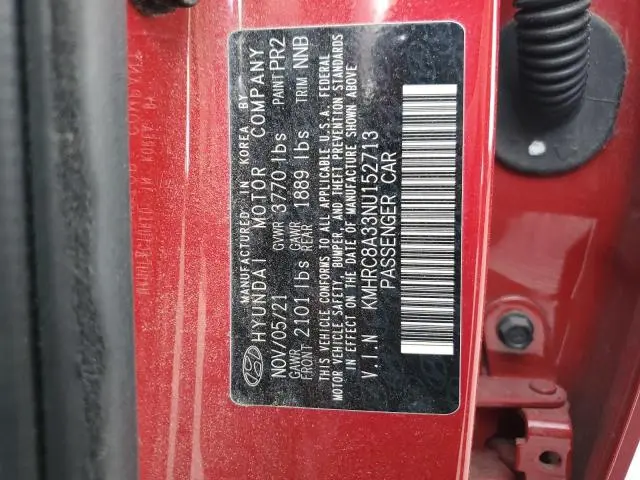 MANUFACTURED IN KOREA BY
HYUNDAI MOTOR COMPANY
NOV/05/21 GVWR 3770 lbs PAINT PR2
GAWR FRONT 2101 lbs GAWR REAR 1889 lbs TRIM NNB
THIS VEHICLE CONFORMS TO ALL APPLICABLE U.S.A. FEDERAL
MOTOR VEHICLE SAFETY, BUMPER, AND THEFT PREVENTION STANDARDS
IN EFFECT ON THE DATE OF MANUFACTURE SHOWN ABOVE
V.I.N KMHRC8A33NU152713
PASSENGER CAR